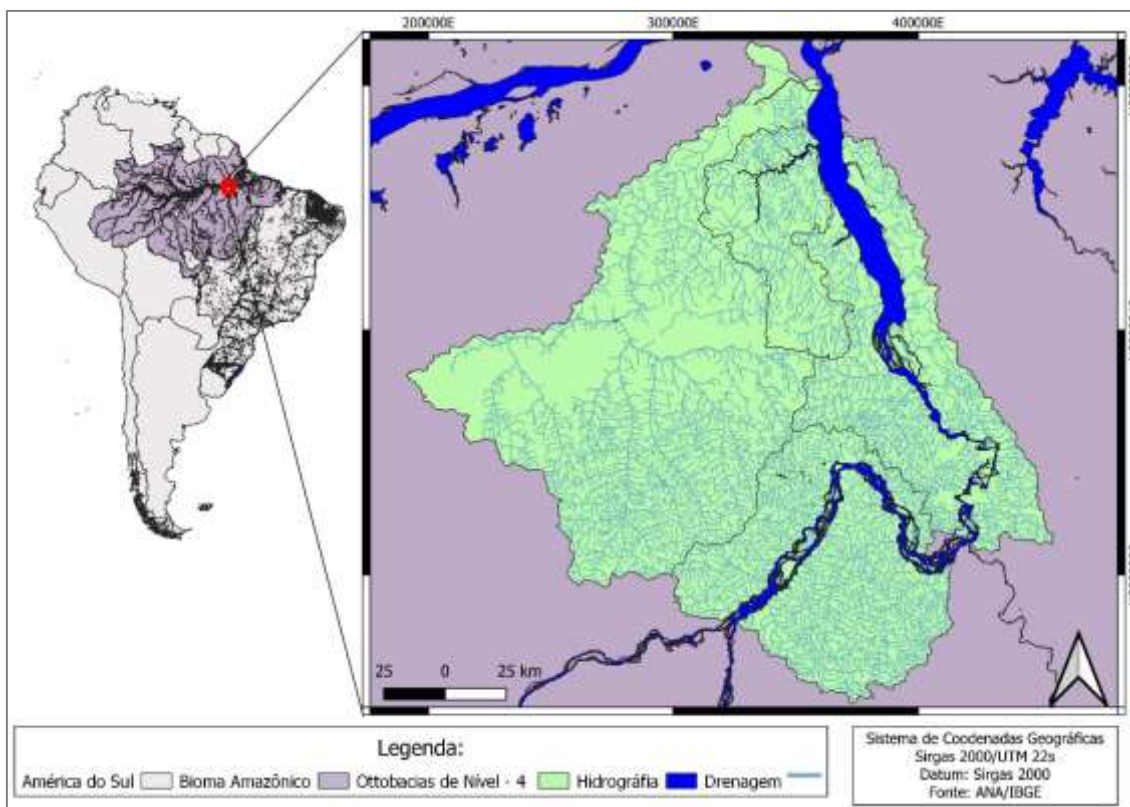 200000E 300000E 400000E
25 0 25 km
Legenda:
América do Sul Bioma Amazônico Ottobacias de Nível - 4 Hidrográfia Drenagem
Sistema de Coodenadas Geográficas
Sirgas 2000/UTM 22s
Datum: Sirgas 2000
Fonte: ANA/IBGE